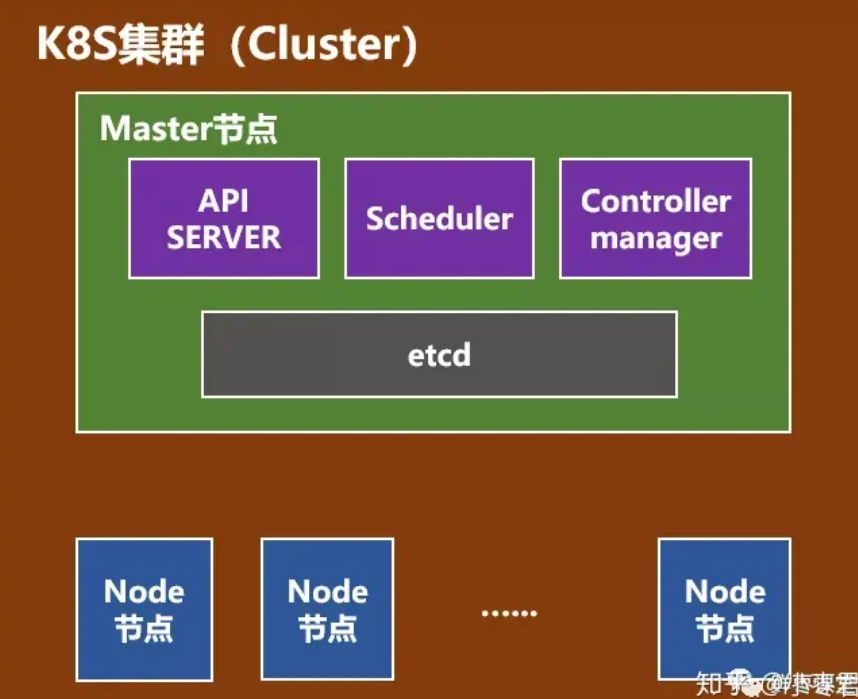 K8S集群（Cluster）
Master节点
API
SERVER
Scheduler
Controller
manager
etcd
Node
节点
Node
节点
……
Node
节点
知乎